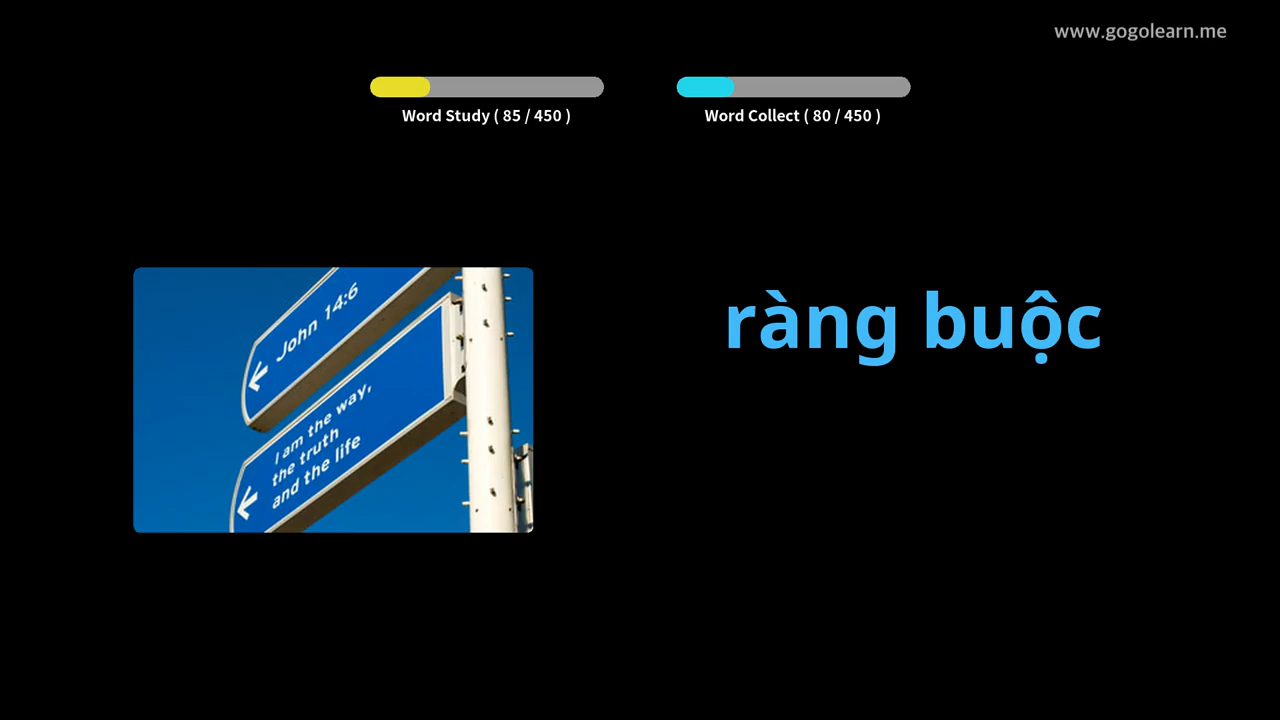 www.gogolearn.me
Word Study ( 85 / 450 )
Word Collect ( 80 / 450 )
John 14:6
I am the way,
the truth
and the life
ràng buộc